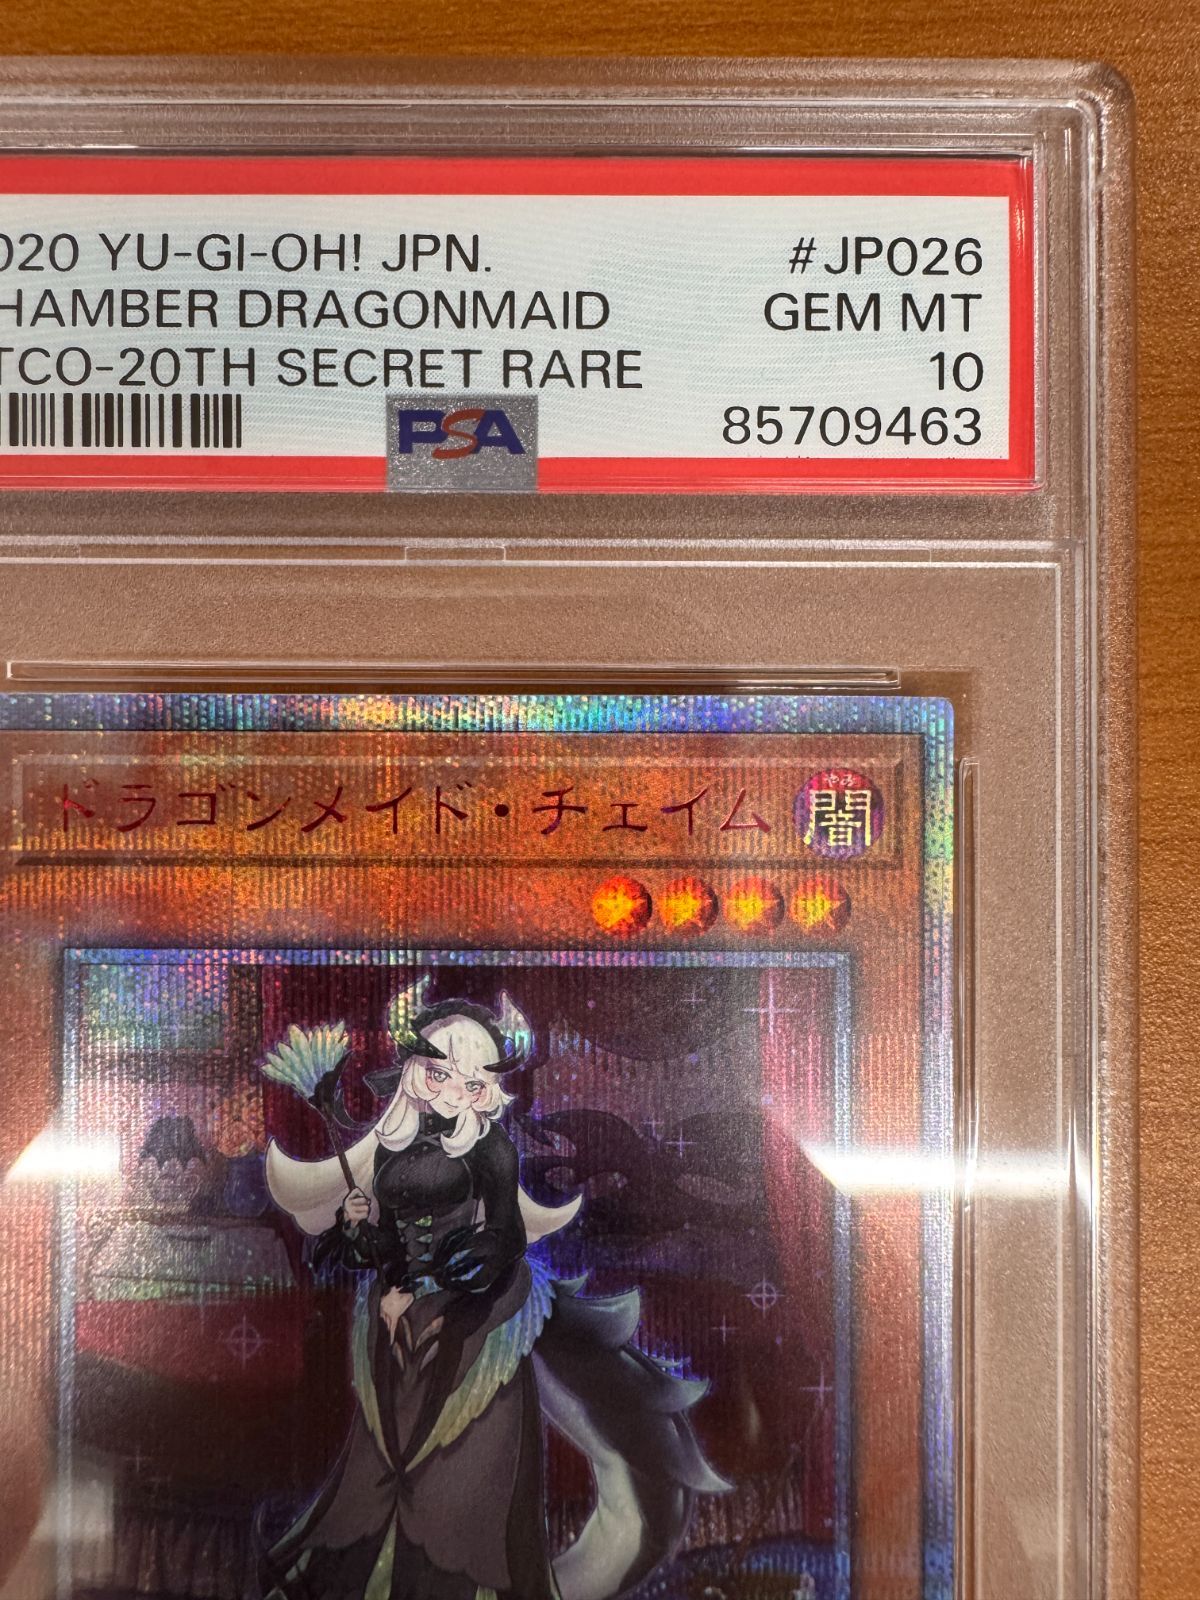 020 YU-GI-OH! JPN.
#JP026
HAMBER DRAGONMAID
GEM MT
TCO-20TH SECRET RARE
10
PSA
85709463
ドラゴンメイド・チェイム
やみ
闇